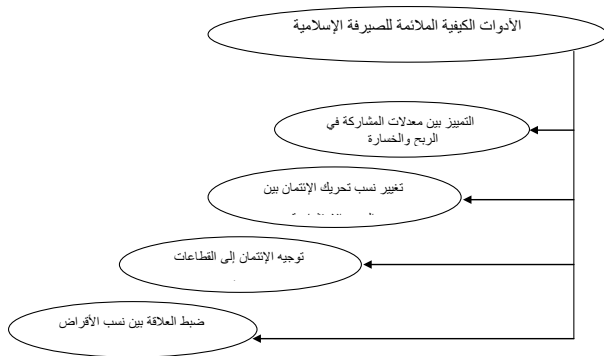 الأدوات الكيفية الملائمة للصيرفة الإسلامية
التمييز بين معدلات المشاركة في
الربح والخسارة
تغيير نسب تحريك الإئتمان بين
توجيه الإئتمان إلى القطاعات
ضبط العلاقة بين نسب الأقراض